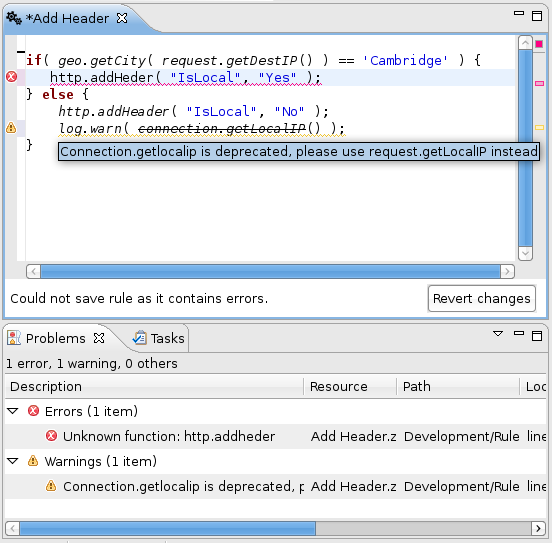 *Add Header
if( geo.getCity( request.getDestIP() ) == 'Cambridge' ) {
http.addHeder( "IsLocal", "Yes" );
} else {
http.addHeader( "IsLocal", "No" );
log.warn( connection.getLocalIP() );
}
Connection.getlocalip is deprecated, please use request.getLocalIP instead
Could not save rule as it contains errors.
Revert changes
Problems
Tasks
1 error, 1 warning, 0 others
Description Resource Path Loc
Errors (1 item)
Unknown function: http.addheder Add Header.z Development/Rule line
Warnings (1 item)
Connection.getlocalip is deprecated, p Add Header.z Development/Rule line